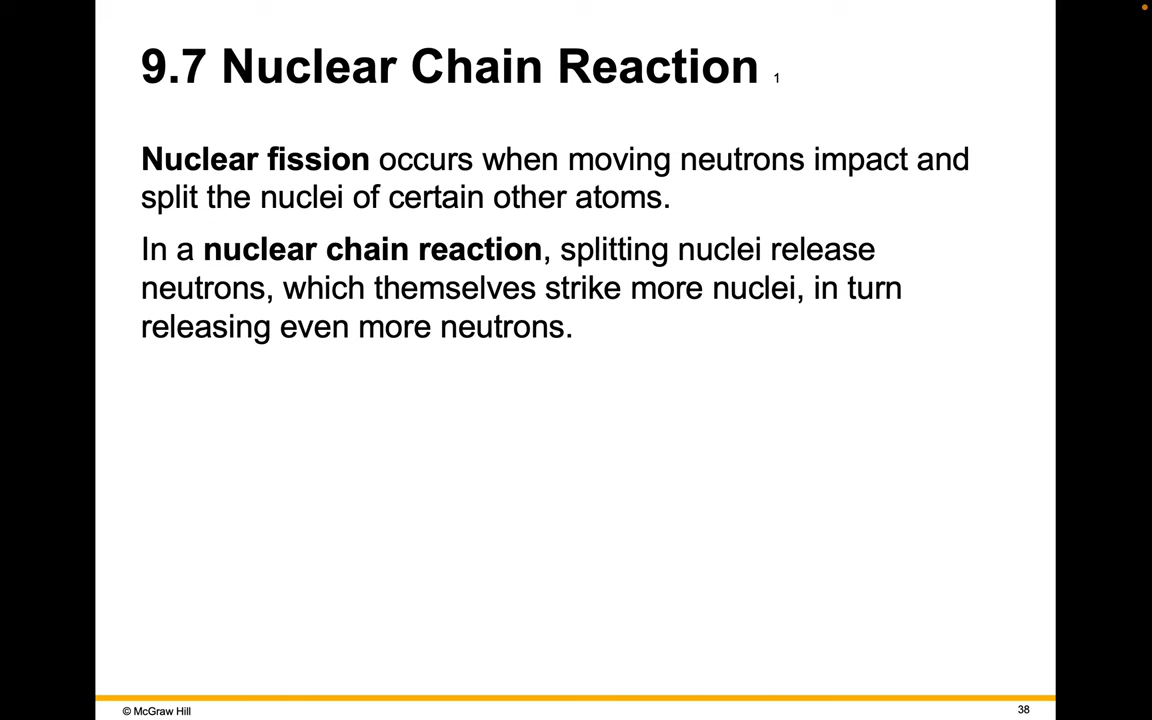 9.7 Nuclear Chain Reaction 1
Nuclear fission occurs when moving neutrons impact and
split the nuclei of certain other atoms.
In a nuclear chain reaction, splitting nuclei release
neutrons, which themselves strike more nuclei, in turn
releasing even more neutrons.
© McGraw Hill
38